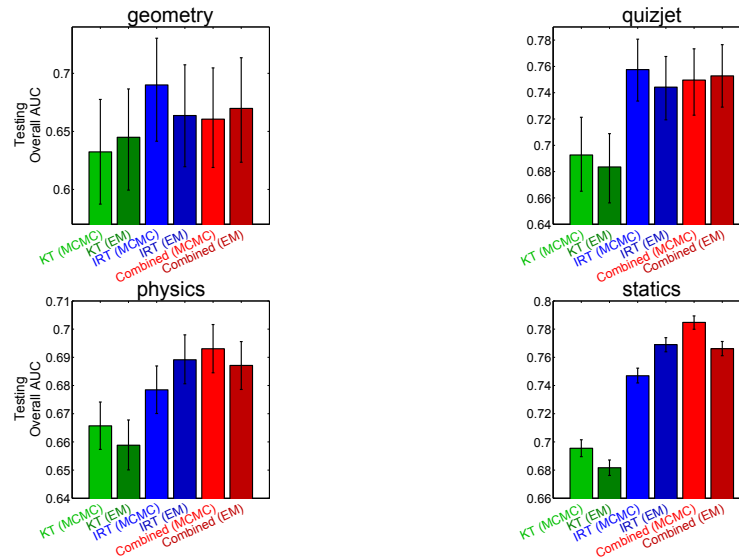 geometry
Testing
Overall AUC
0.7
0.65
0.6
KT (MCMC)
KT (EM)
IRT (MCMC)
IRT (EM)
Combined (MCMC)
Combined (EM)
quizjet
0.78
0.76
0.74
0.72
0.7
0.68
0.66
0.64
KT (MCMC)
KT (EM)
IRT (MCMC)
IRT (EM)
Combined (MCMC)
Combined (EM)
physics
Testing
Overall AUC
0.71
0.7
0.69
0.68
0.67
0.66
0.65
0.64
KT (MCMC)
KT (EM)
IRT (MCMC)
IRT (EM)
Combined (MCMC)
Combined (EM)
statics
0.8
0.78
0.76
0.74
0.72
0.7
0.68
0.66
KT (MCMC)
KT (EM)
IRT (MCMC)
IRT (EM)
Combined (MCMC)
Combined (EM)